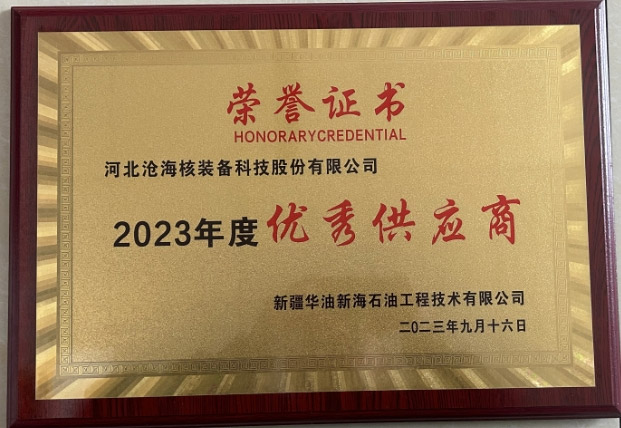 荣誉证书
HONORARYCREDENTIAL
河北沧海核装备科技股份有限公司
2023年度优秀供应商
新疆华油新海石油工程技术有限公司
二〇二三年九月十六日